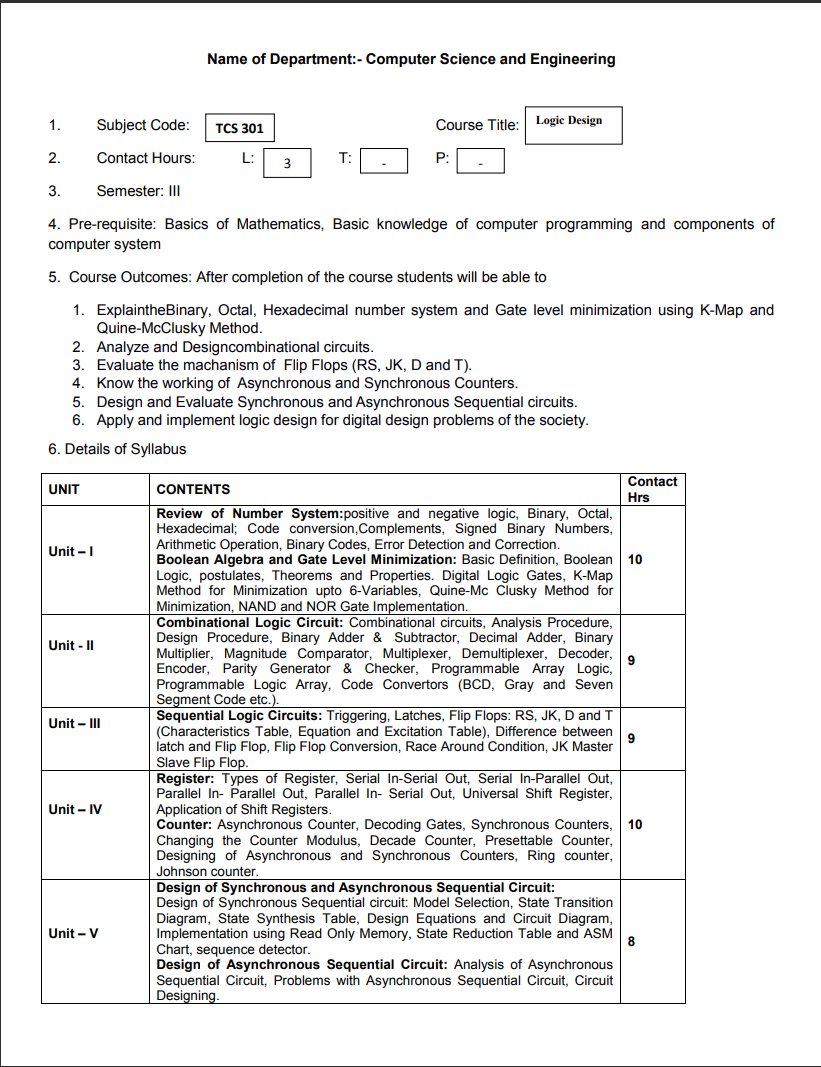 Name of Department:- Computer Science and Engineering
1. Subject Code: TCS 301 Course Title: Logic Design
2. Contact Hours: L: 3 T: - P: -
3. Semester: III
4. Pre-requisite: Basics of Mathematics, Basic knowledge of computer programming and components of
computer system
5. Course Outcomes: After completion of the course students will be able to
1. ExplaintheBinary, Octal, Hexadecimal number system and Gate level minimization using K-Map and
Quine-McClusky Method.
2. Analyze and Designcombinational circuits.
3. Evaluate the machanism of Flip Flops (RS, JK, D and T).
4. Know the working of Asynchronous and Synchronous Counters.
5. Design and Evaluate Synchronous and Asynchronous Sequential circuits.
6. Apply and implement logic design for digital design problems of the society.
6. Details of Syllabus
UNIT CONTENTS Contact
Hrs
Unit – I
Review of Number System:positive and negative logic, Binary, Octal,
Hexadecimal; Code conversion,Complements, Signed Binary Numbers,
Arithmetic Operation, Binary Codes, Error Detection and Correction.
Boolean Algebra and Gate Level Minimization: Basic Definition, Boolean
Logic, postulates, Theorems and Properties. Digital Logic Gates, K-Map
Method for Minimization upto 6-Variables, Quine-Mc Clusky Method for
Minimization, NAND and NOR Gate Implementation.
10
Unit - II
Combinational Logic Circuit: Combinational circuits, Analysis Procedure,
Design Procedure, Binary Adder & Subtractor, Decimal Adder, Binary
Multiplier, Magnitude Comparator, Multiplexer, Demultiplexer, Decoder,
Encoder, Parity Generator & Checker, Programmable Array Logic,
Programmable Logic Array, Code Convertors (BCD, Gray and Seven
Segment Code etc.).
9
Unit – III
Sequential Logic Circuits: Triggering, Latches, Flip Flops: RS, JK, D and T
(Characteristics Table, Equation and Excitation Table), Difference between
latch and Flip Flop, Flip Flop Conversion, Race Around Condition, JK Master
Slave Flip Flop.
9
Unit – IV
Register: Types of Register, Serial In-Serial Out, Serial In-Parallel Out,
Parallel In- Parallel Out, Parallel In- Serial Out, Universal Shift Register,
Application of Shift Registers.
Counter: Asynchronous Counter, Decoding Gates, Synchronous Counters,
Changing the Counter Modulus, Decade Counter, Presettable Counter,
Designing of Asynchronous and Synchronous Counters, Ring counter,
Johnson counter.
10
Unit – V
Design of Synchronous and Asynchronous Sequential Circuit:
Design of Synchronous Sequential circuit: Model Selection, State Transition
Diagram, State Synthesis Table, Design Equations and Circuit Diagram,
Implementation using Read Only Memory, State Reduction Table and ASM
Chart, sequence detector.
Design of Asynchronous Sequential Circuit: Analysis of Asynchronous
Sequential Circuit, Problems with Asynchronous Sequential Circuit, Circuit
Designing.
8